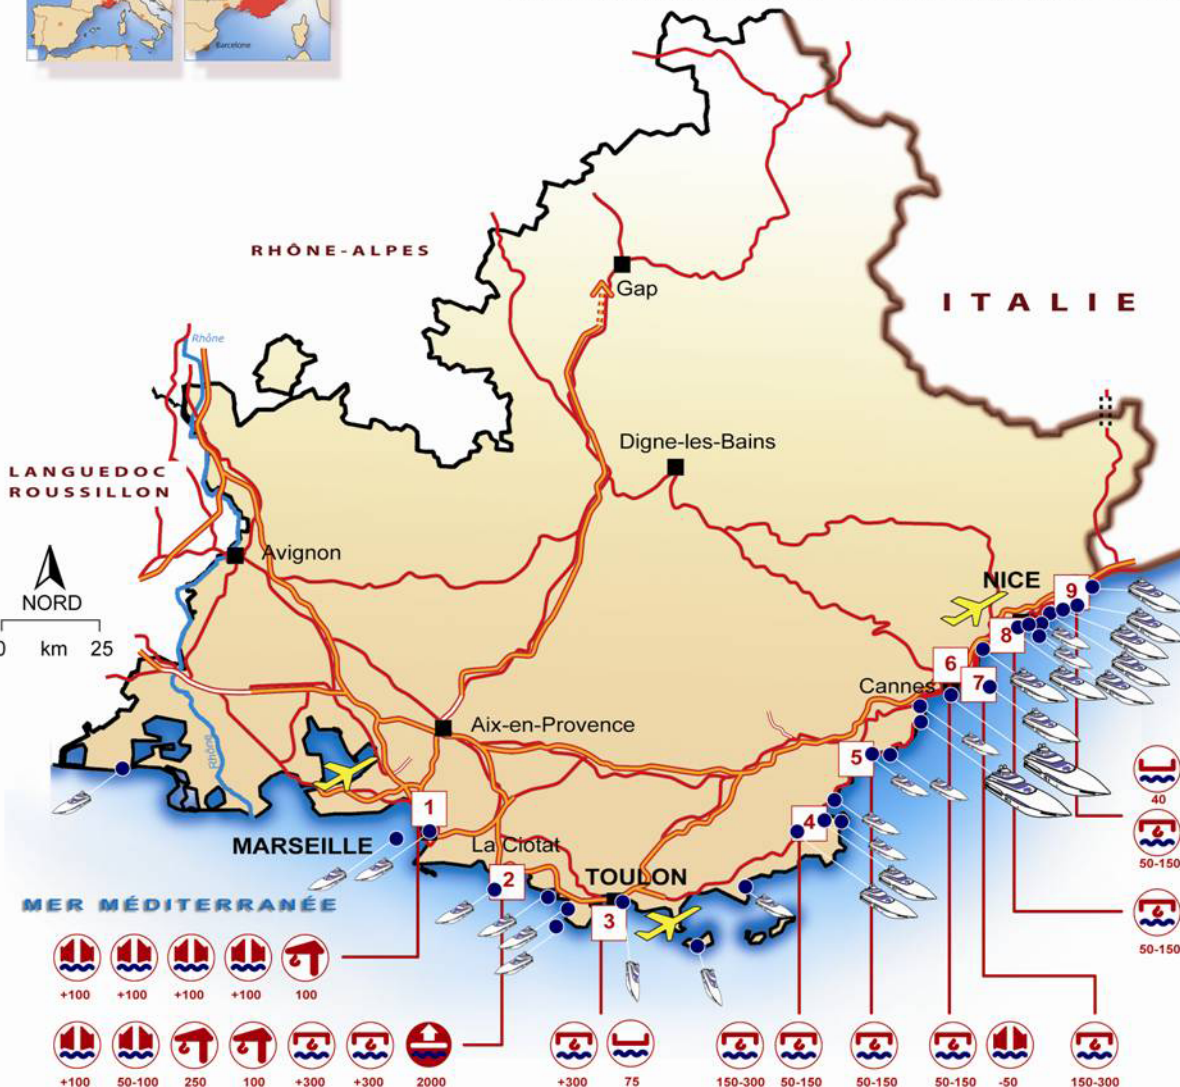 Barcelone
RHÔNE-ALPES
Rhône
Gap
ITALIE
Digne-les-Bains
LANGUEDOC
ROUSSILLON
Avignon
NORD
0 km 25
NICE
9
8
6
7
Cannes
Aix-en-Provence
5
Rhône
1
4
MARSEILLE
La Ciotat
2
TOULON
3
MER MÉDITERRANÉE
40
50-150
50-150
+100 +100 +100 +100 100
+100 50-100 250 100 +300 +300 2000 +300 75 150-300 50-150 50-150 50-150 -50 150-300